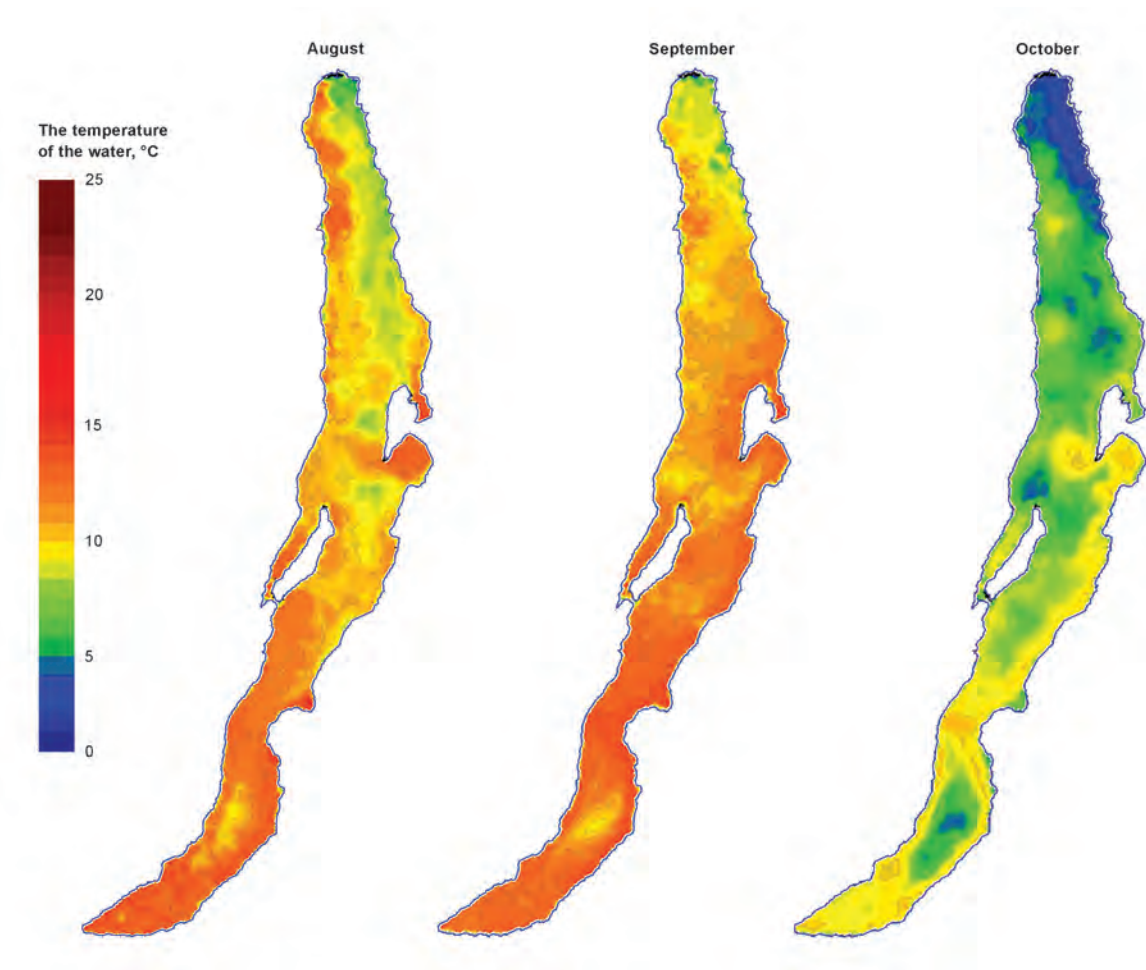 August
September
October
The temperature
of the water, °C
25
20
15
10
5
0